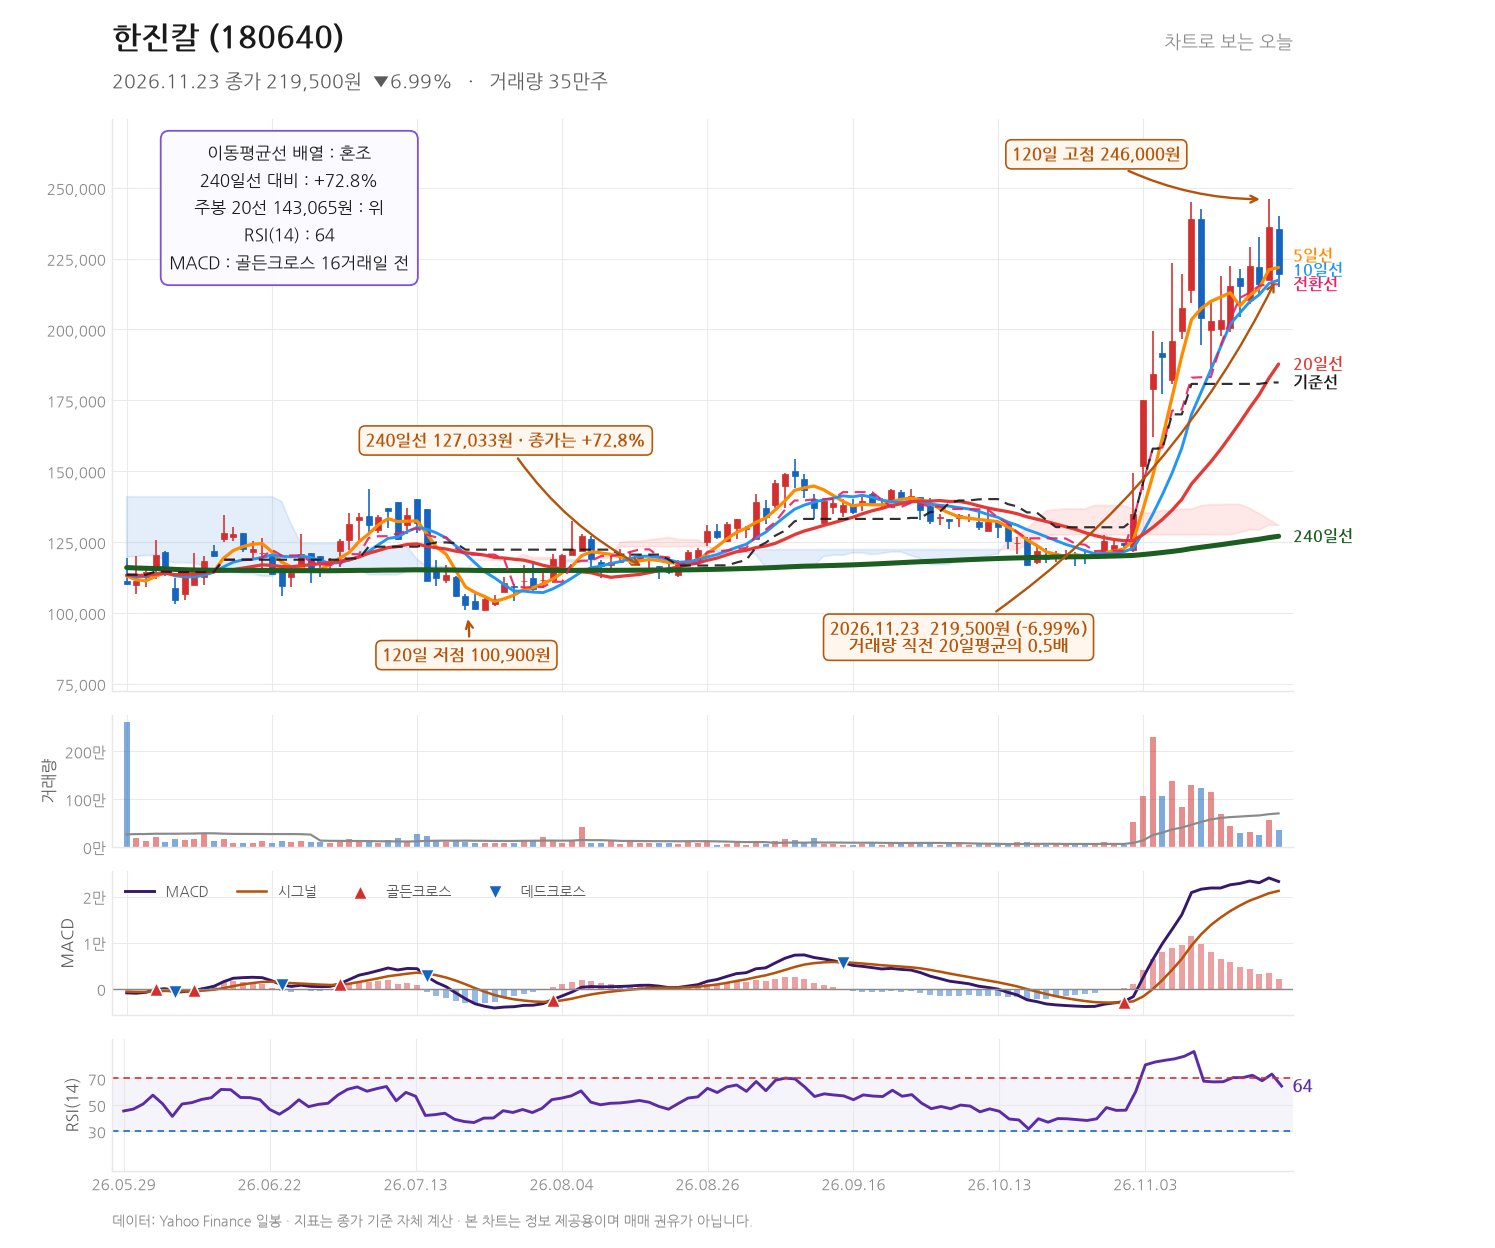 한진칼 (180640)
차트로 보는 오늘
2026.11.23 종가 219,500원 ▼6.99% · 거래량 35만주
이동평균선 배열 : 혼조
240일선 대비 : +72.8%
주봉 20선 143,065원 : 위
RSI(14) : 64
MACD : 골든크로스 16거래일 전
120일 고점 246,000원
250,000
225,000
200,000
175,000
150,000
125,000
100,000
75,000
5일선
10일선
전환선
20일선
기준선
240일선
240일선 127,033원 · 종가는 +72.8%
120일 저점 100,900원
2026.11.23 219,500원 (-6.99%)
거래량 직전 20일평균의 0.5배
거래량
200만
100만
0만
MACD
MACD
시그널
골든크로스
데드크로스
2만
1만
0
RSI(14)
70
50
30
64
26.05.29
26.06.22
26.07.13
26.08.04
26.08.26
26.09.16
26.10.13
26.11.03
데이터: Yahoo Finance 일봉 · 지표는 종가 기준 자체 계산 · 본 차트는 정보 제공용이며 매매 권유가 아닙니다.